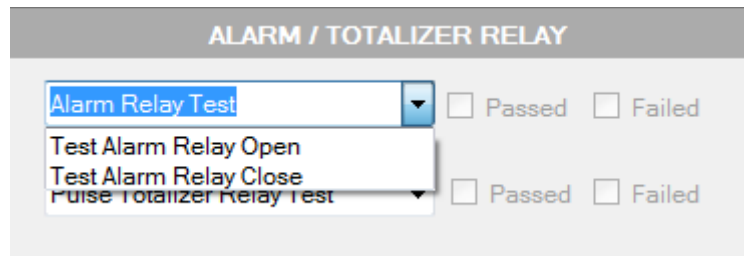 ALARM / TOTALIZER RELAY
Alarm Relay Test Passed Failed
Test Alarm Relay Open
Test Alarm Relay Close
Pulse Totalizer Relay Test Passed Failed